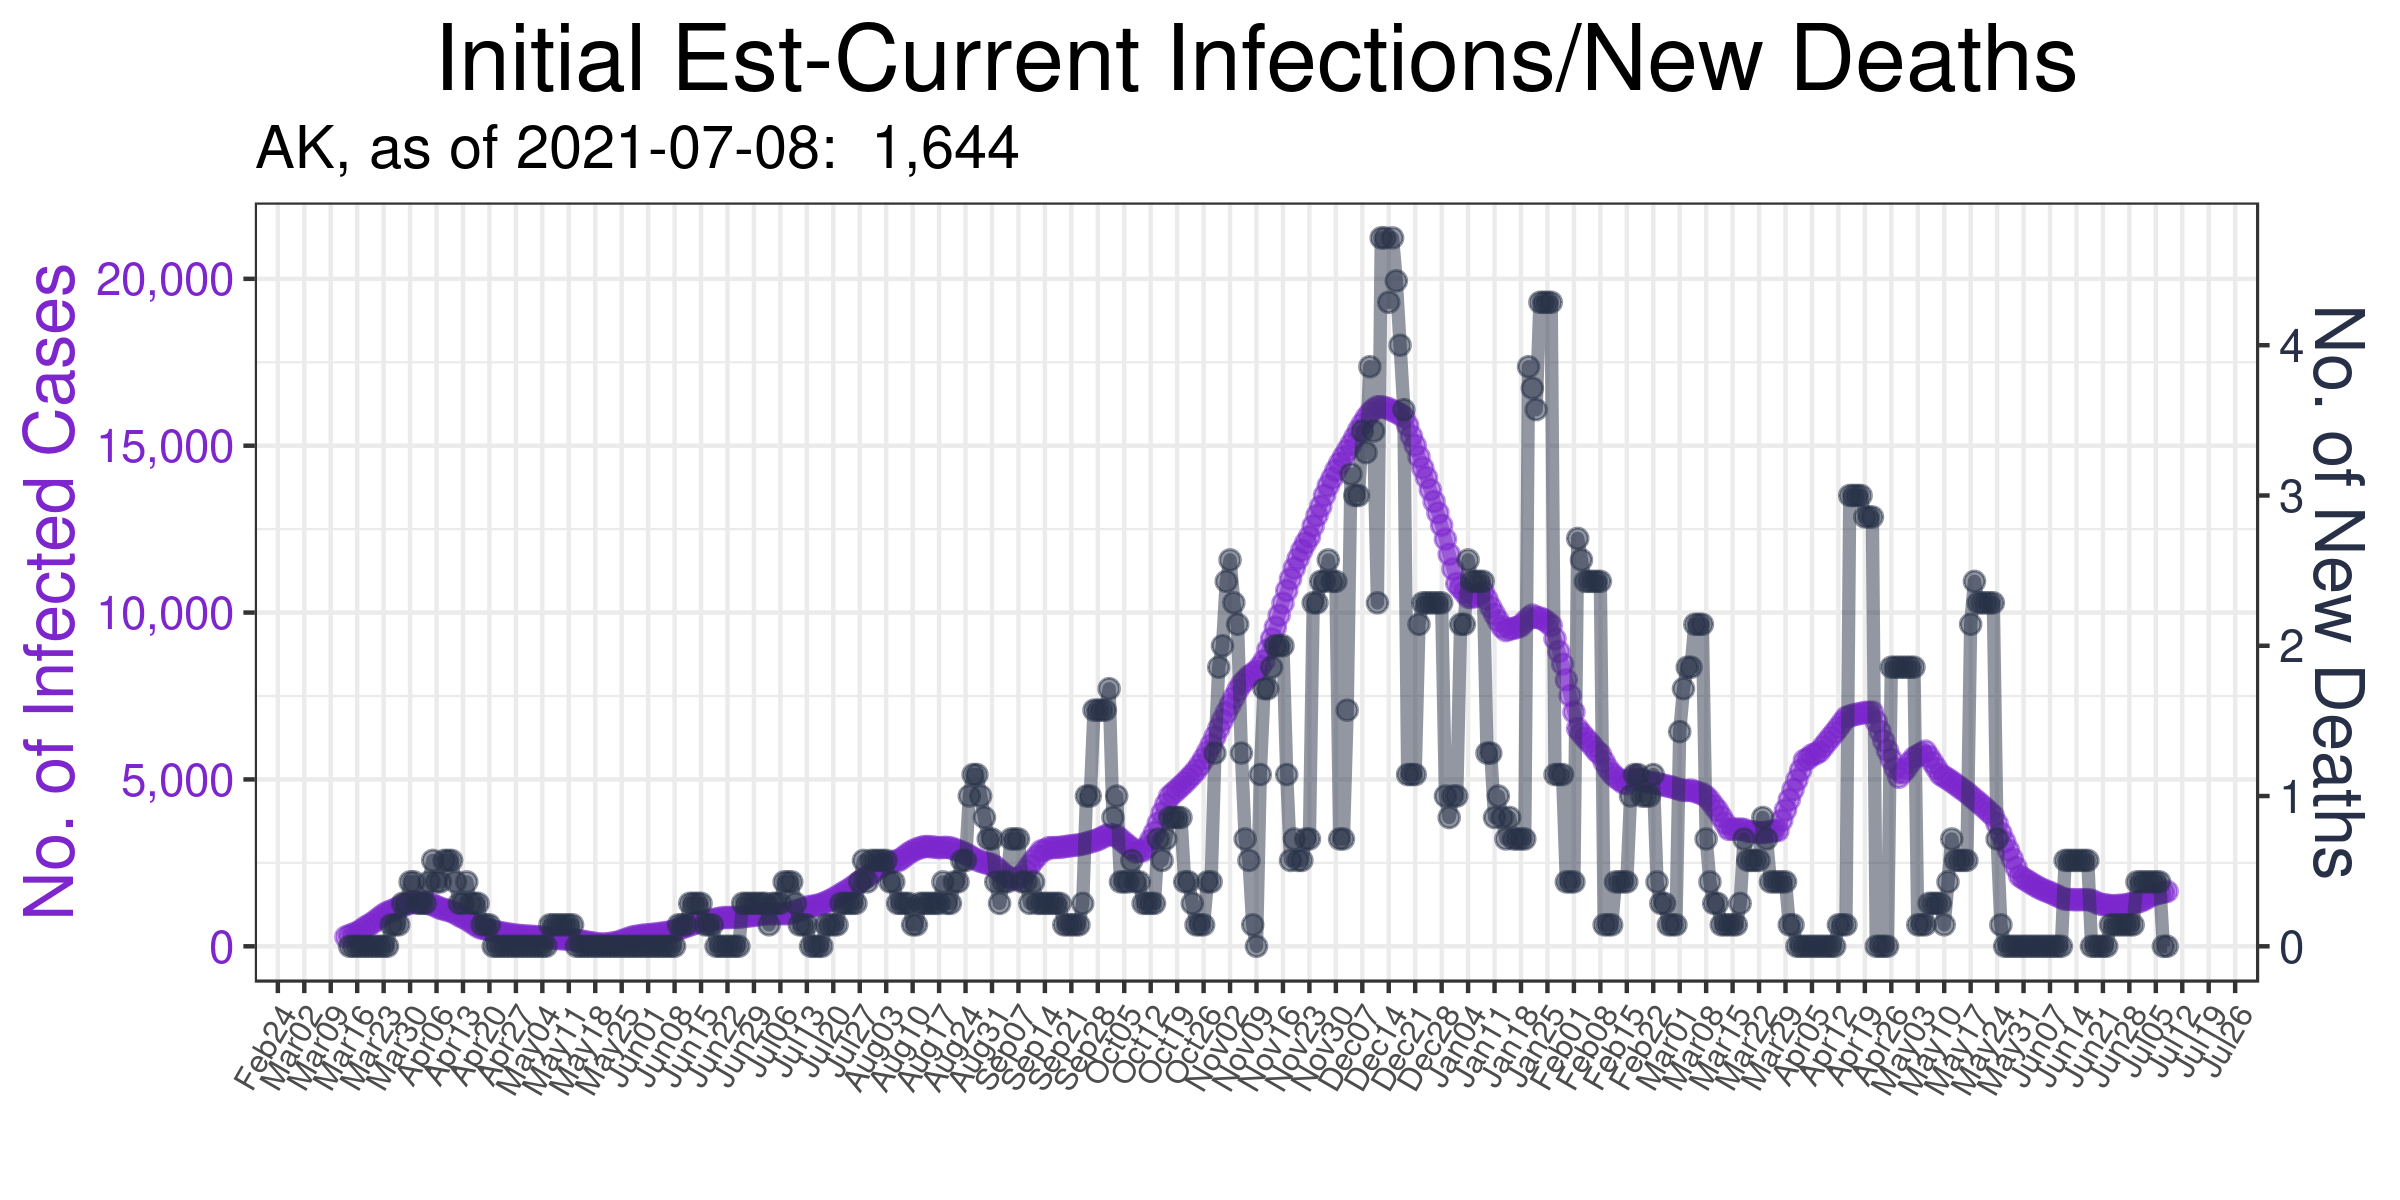 Initial Est-Current Infections/New Deaths
AK, as of 2021-07-08:  1,644
No. of Infected Cases
20,000
15,000
10,000
5,000
0
No. of New Deaths
4
3
2
1
0
Feb24
Mar02
Mar09
Mar16
Mar23
Mar30
Apr06
Apr13
Apr20
Apr27
May04
May11
May18
May25
Jun01
Jun08
Jun15
Jun22
Jun29
Jul06
Jul13
Jul20
Jul27
Aug03
Aug10
Aug17
Aug24
Aug31
Sep07
Sep14
Sep21
Sep28
Oct05
Oct12
Oct19
Oct26
Nov02
Nov09
Nov16
Nov23
Nov30
Dec07
Dec14
Dec21
Dec28
Jan04
Jan11
Jan18
Jan25
Feb01
Feb08
Feb15
Feb22
Mar01
Mar08
Mar15
Mar22
Mar29
Apr05
Apr12
Apr19
Apr26
May03
May10
May17
May24
May31
Jun07
Jun14
Jun21
Jun28
Jul05
Jul12
Jul19
Jul26